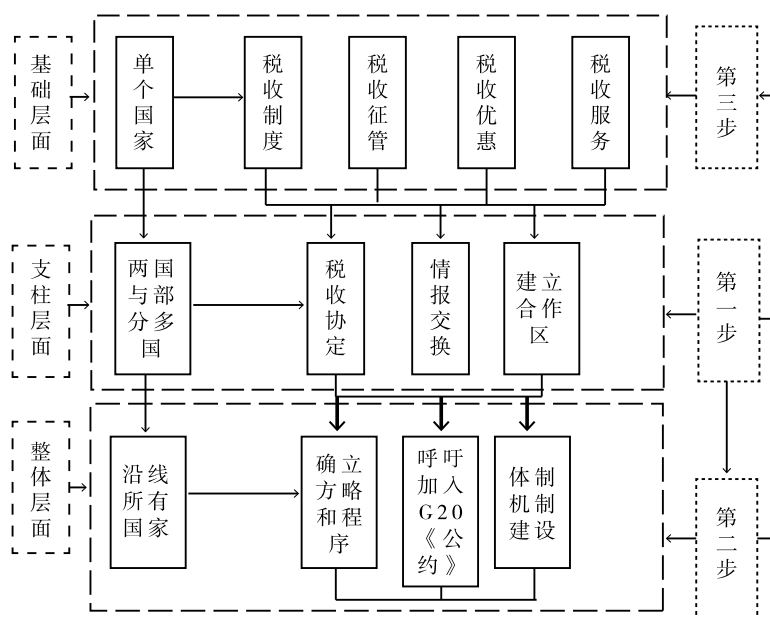 基础层面
单个国家
税收制度
税收征管
税收优惠
税收服务
第三步
支柱层面
两国
与部
分多
国
税收协定
情报交换
建立
合作
区
第一步
整体层面
沿线
所有
国家
确立
方略
和程
序
呼吁
加入
G20
《公
约》
体制
机制
建设
第二步